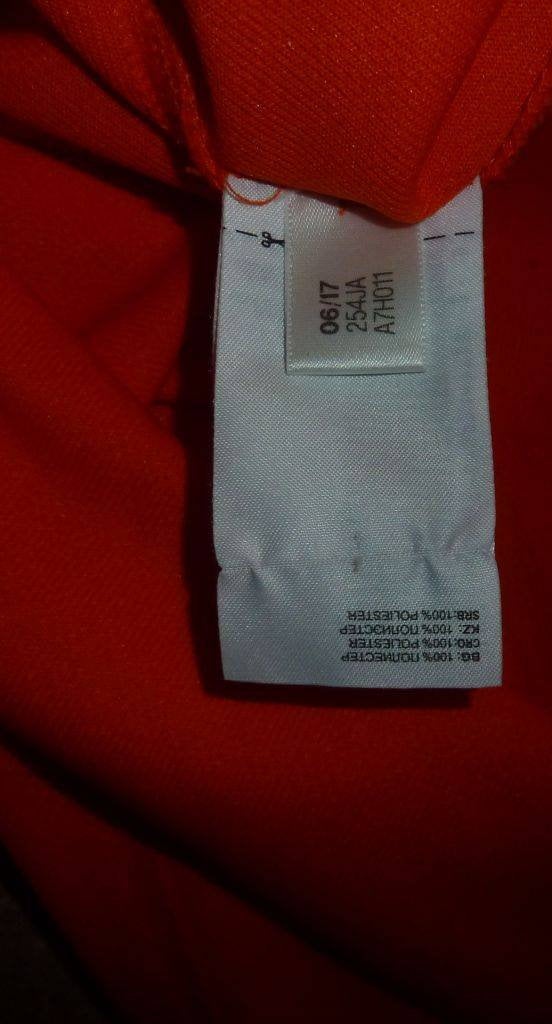 06/17
254JA
A7H011
BG: 100% ПОЛИЕСТЕР
CRO:100% POLIESTER
KZ: 100% ПОЛИЭСТЕР
SRB:100% POLIESTER